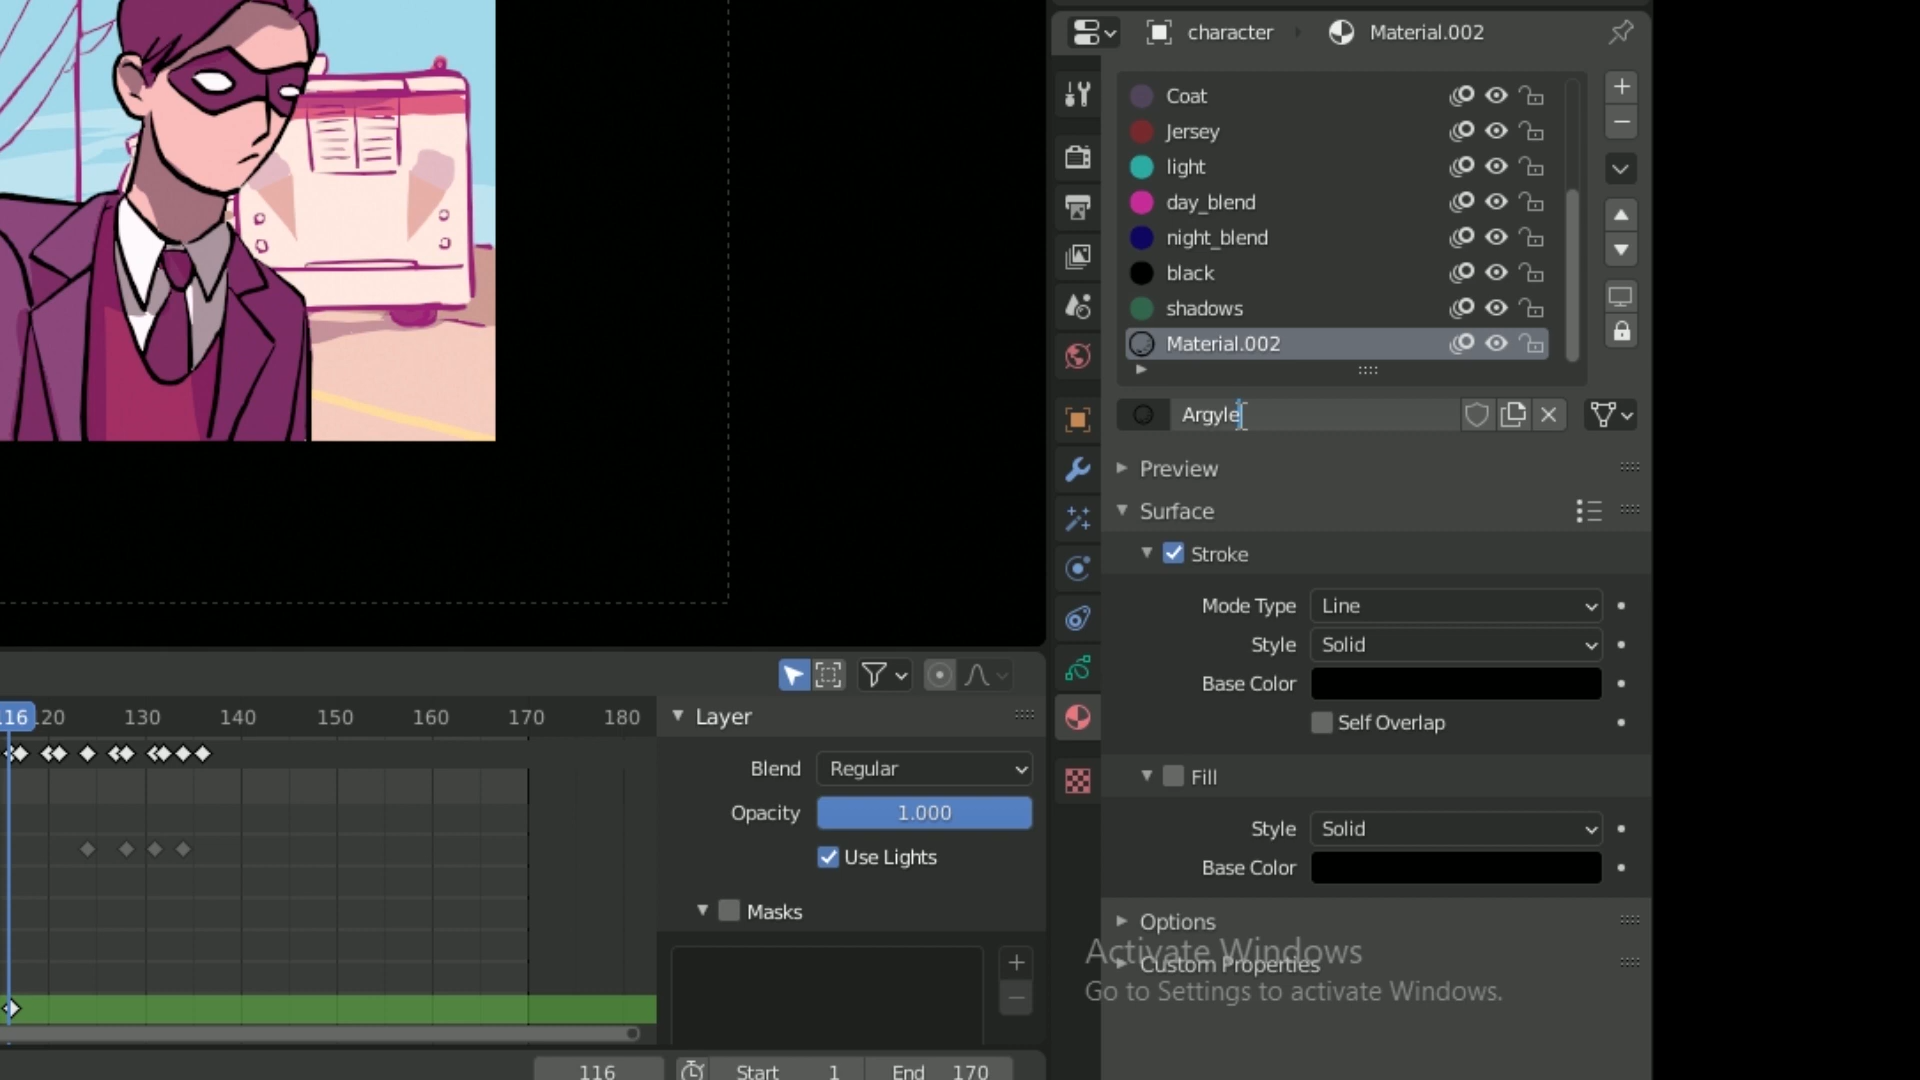 character Material.002
Coat
Jersey
light
day_blend
night_blend
black
shadows
Material.002
Argyle
Preview
Surface
Stroke
Mode Type Line
Style Solid
Base Color
Self Overlap
Fill
Style Solid
Base Color
Options
Custom Properties
Activate Windows
Go to Settings to activate Windows.
116 120 130 140 150 160 170 180
Layer
Blend Regular
Opacity 1.000
Use Lights
Masks
116 Start 1 End 170